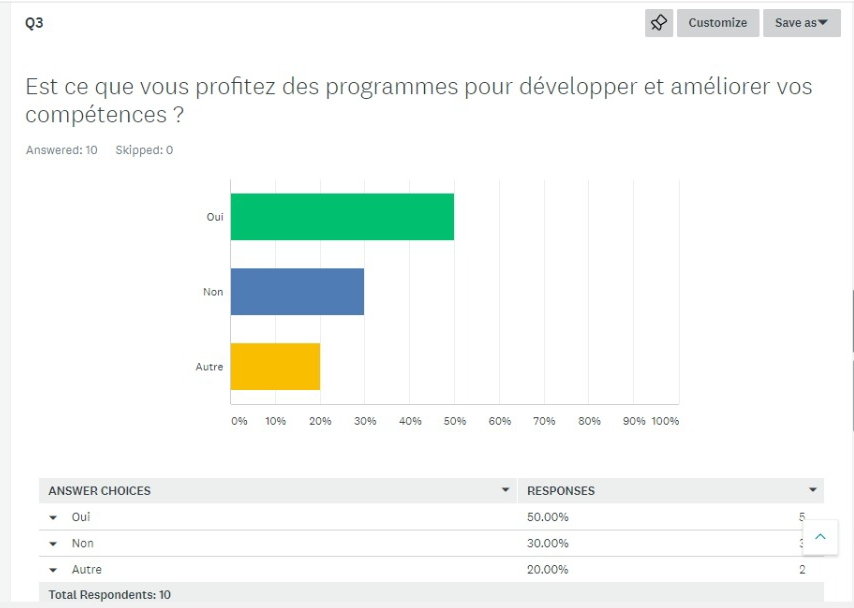 Q3
Customize
Save as
Est ce que vous profitez des programmes pour développer et améliorer vos
compétences ?
Answered: 10 Skipped: 0
Oui
Non
Autre
0% 10% 20% 30% 40% 50% 60% 70% 80% 90% 100%
ANSWER CHOICES RESPONSES
Oui 50.00% 5
Non 30.00% 3
Autre 20.00% 2
Total Respondents: 10